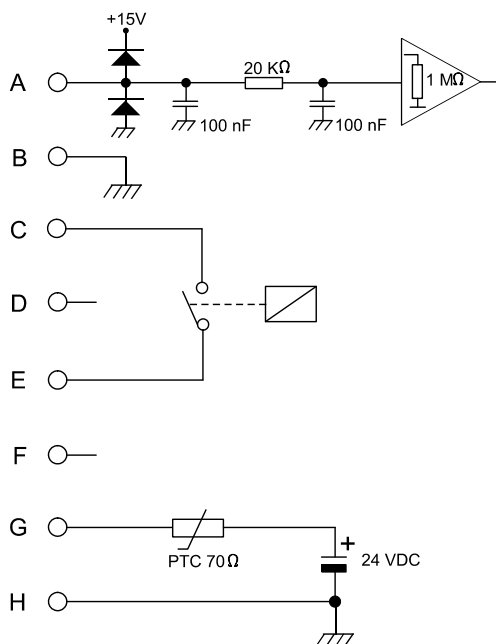 +15V
A
20 KΩ
1 MΩ
100 nF
100 nF
B
C
D
E
F
G
PTC 70Ω
+
24 VDC
H